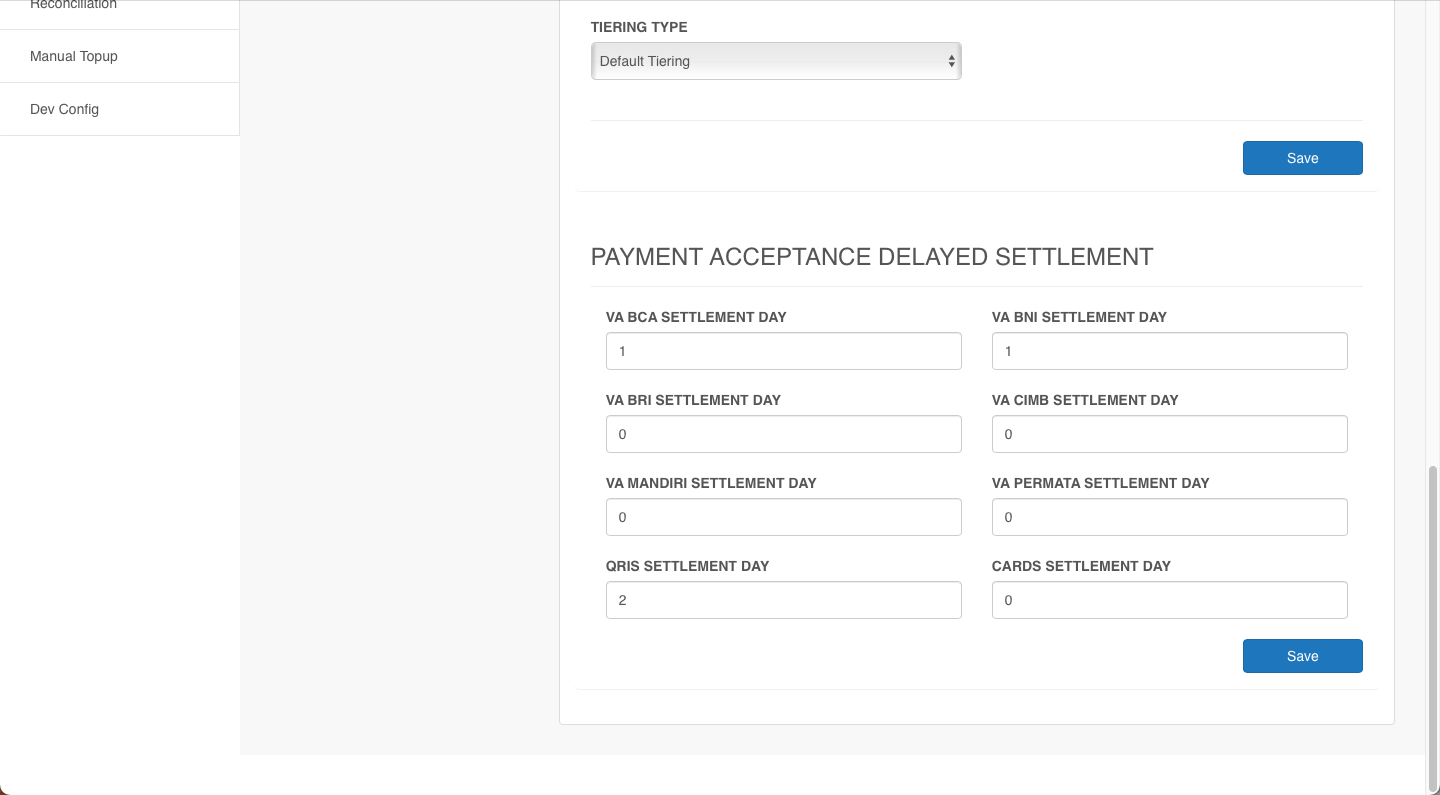 Reconciliation
Manual Topup
Dev Config
TIERING TYPE
Default Tiering
Save
PAYMENT ACCEPTANCE DELAYED SETTLEMENT
VA BCA SETTLEMENT DAY
1
VA BNI SETTLEMENT DAY
1
VA BRI SETTLEMENT DAY
0
VA CIMB SETTLEMENT DAY
0
VA MANDIRI SETTLEMENT DAY
0
VA PERMATA SETTLEMENT DAY
0
QRIS SETTLEMENT DAY
2
CARDS SETTLEMENT DAY
0
Save